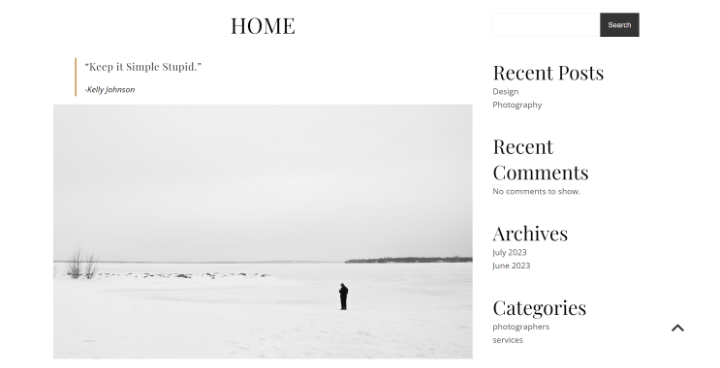 HOME
“Keep it Simple Stupid.”
-Kelly Johnson
Search
Recent Posts
Design
Photography
Recent
Comments
No comments to show.
Archives
July 2023
June 2023
Categories
photographers
services